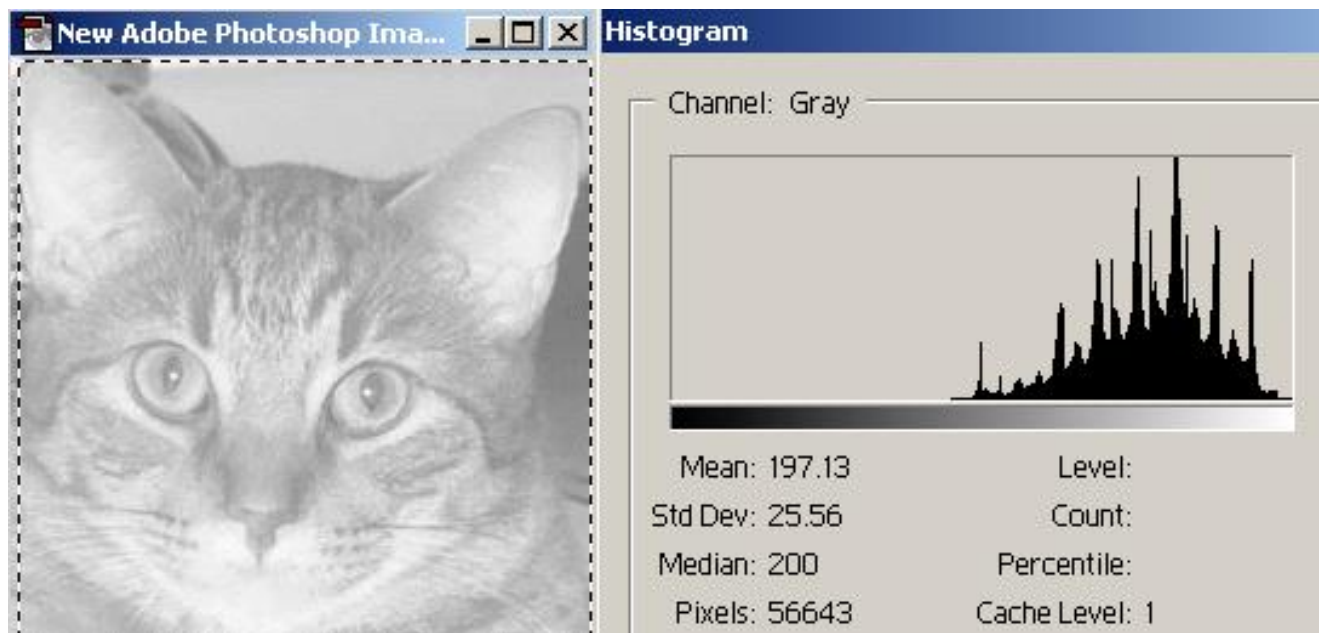 New Adobe Photoshop Ima...
Histogram
Channel: Gray
Mean: 197.13
Level:
Std Dev: 25.56
Count:
Median: 200
Percentile:
Pixels: 56643
Cache Level: 1